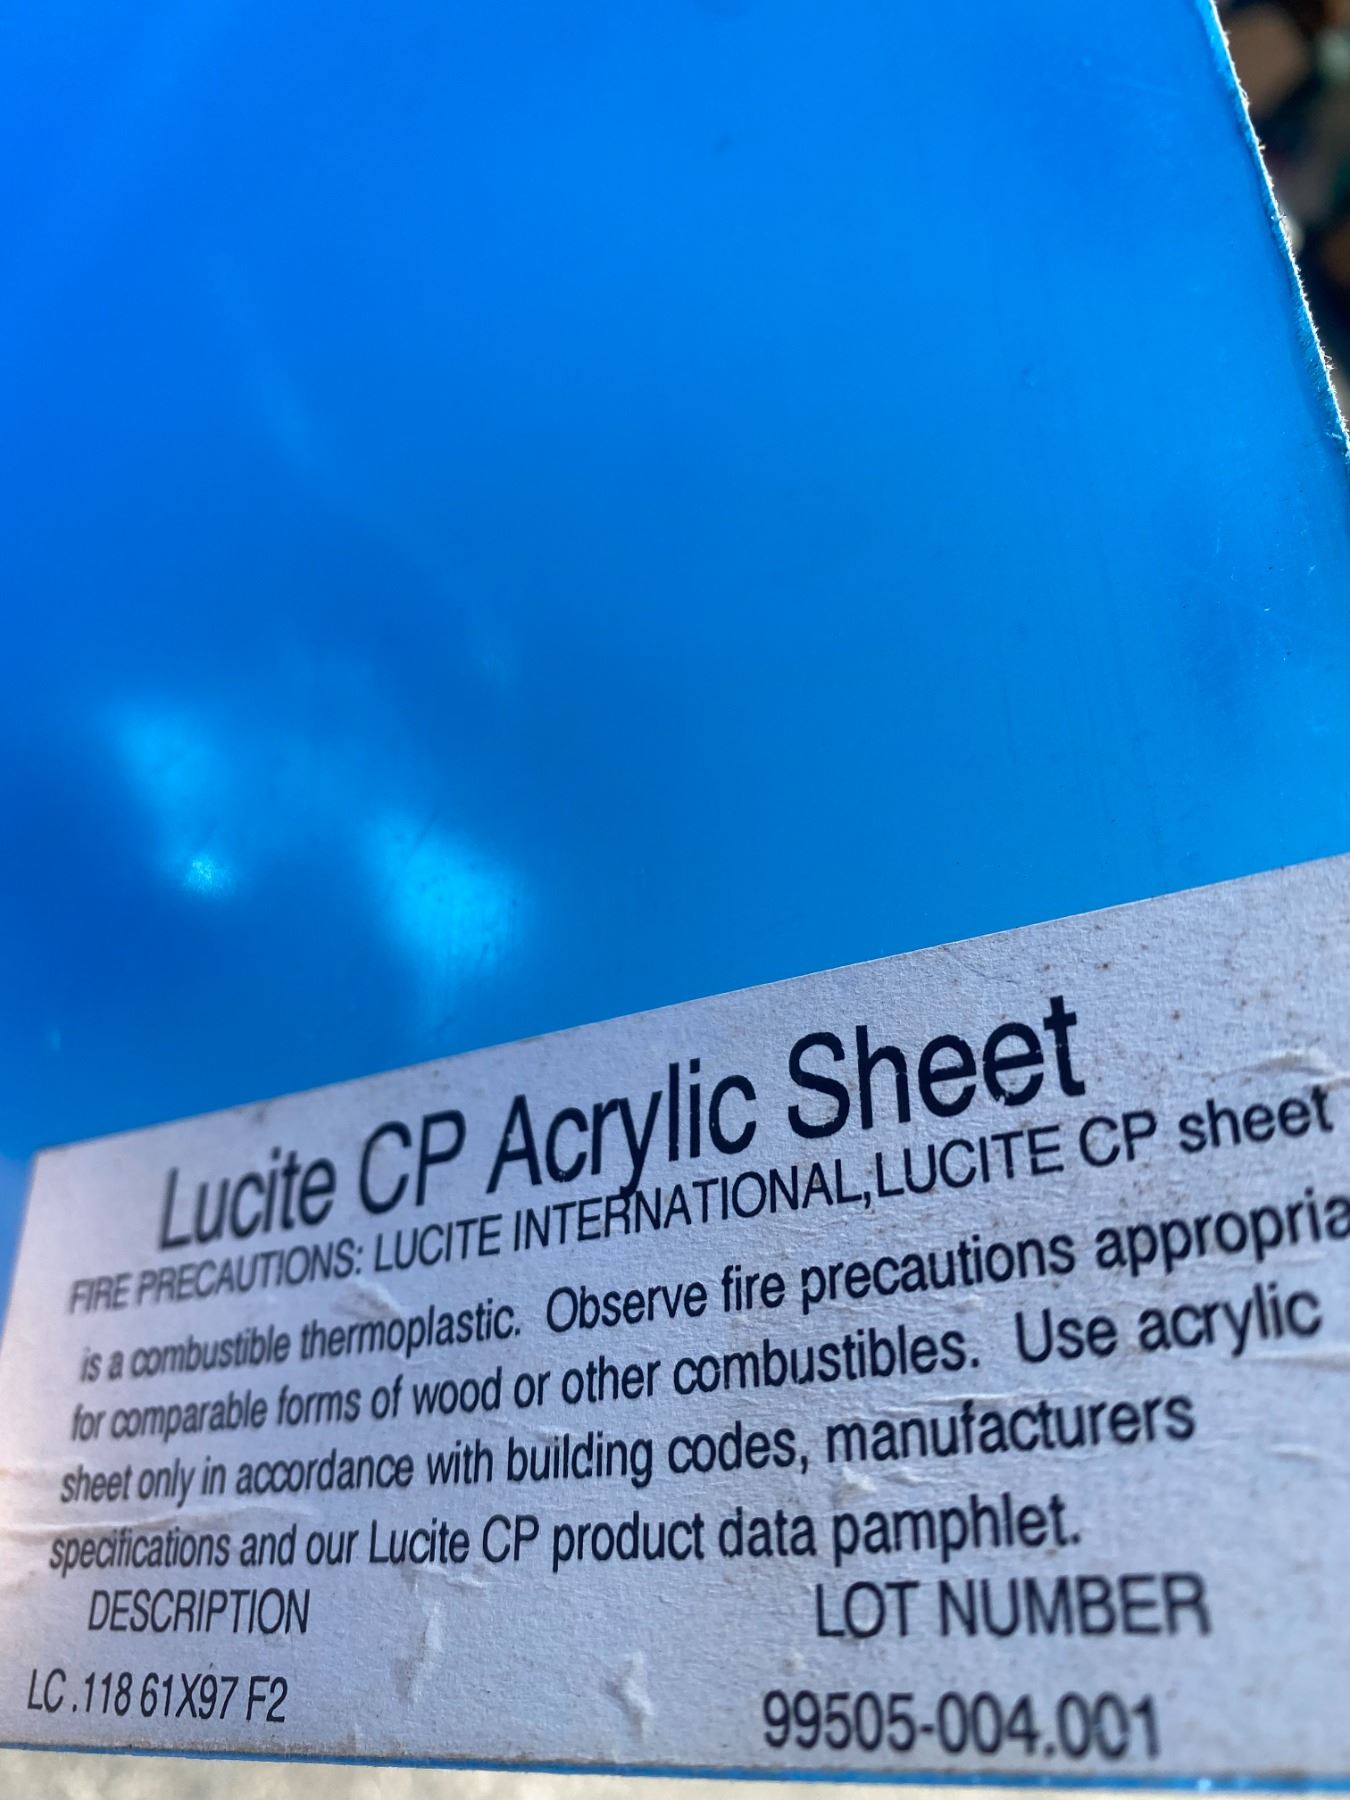 Lucite CP Acrylic Sheet
FIRE PRECAUTIONS: LUCITE INTERNATIONAL,LUCITE CP sheet
is a combustible thermoplastic. Observe fire precautions appropria
for comparable forms of wood or other combustibles. Use acrylic
sheet only in accordance with building codes, manufacturers
specifications and our Lucite CP product data pamphlet.
DESCRIPTION LOT NUMBER
LC .118 61X97 F2 99505-004.001